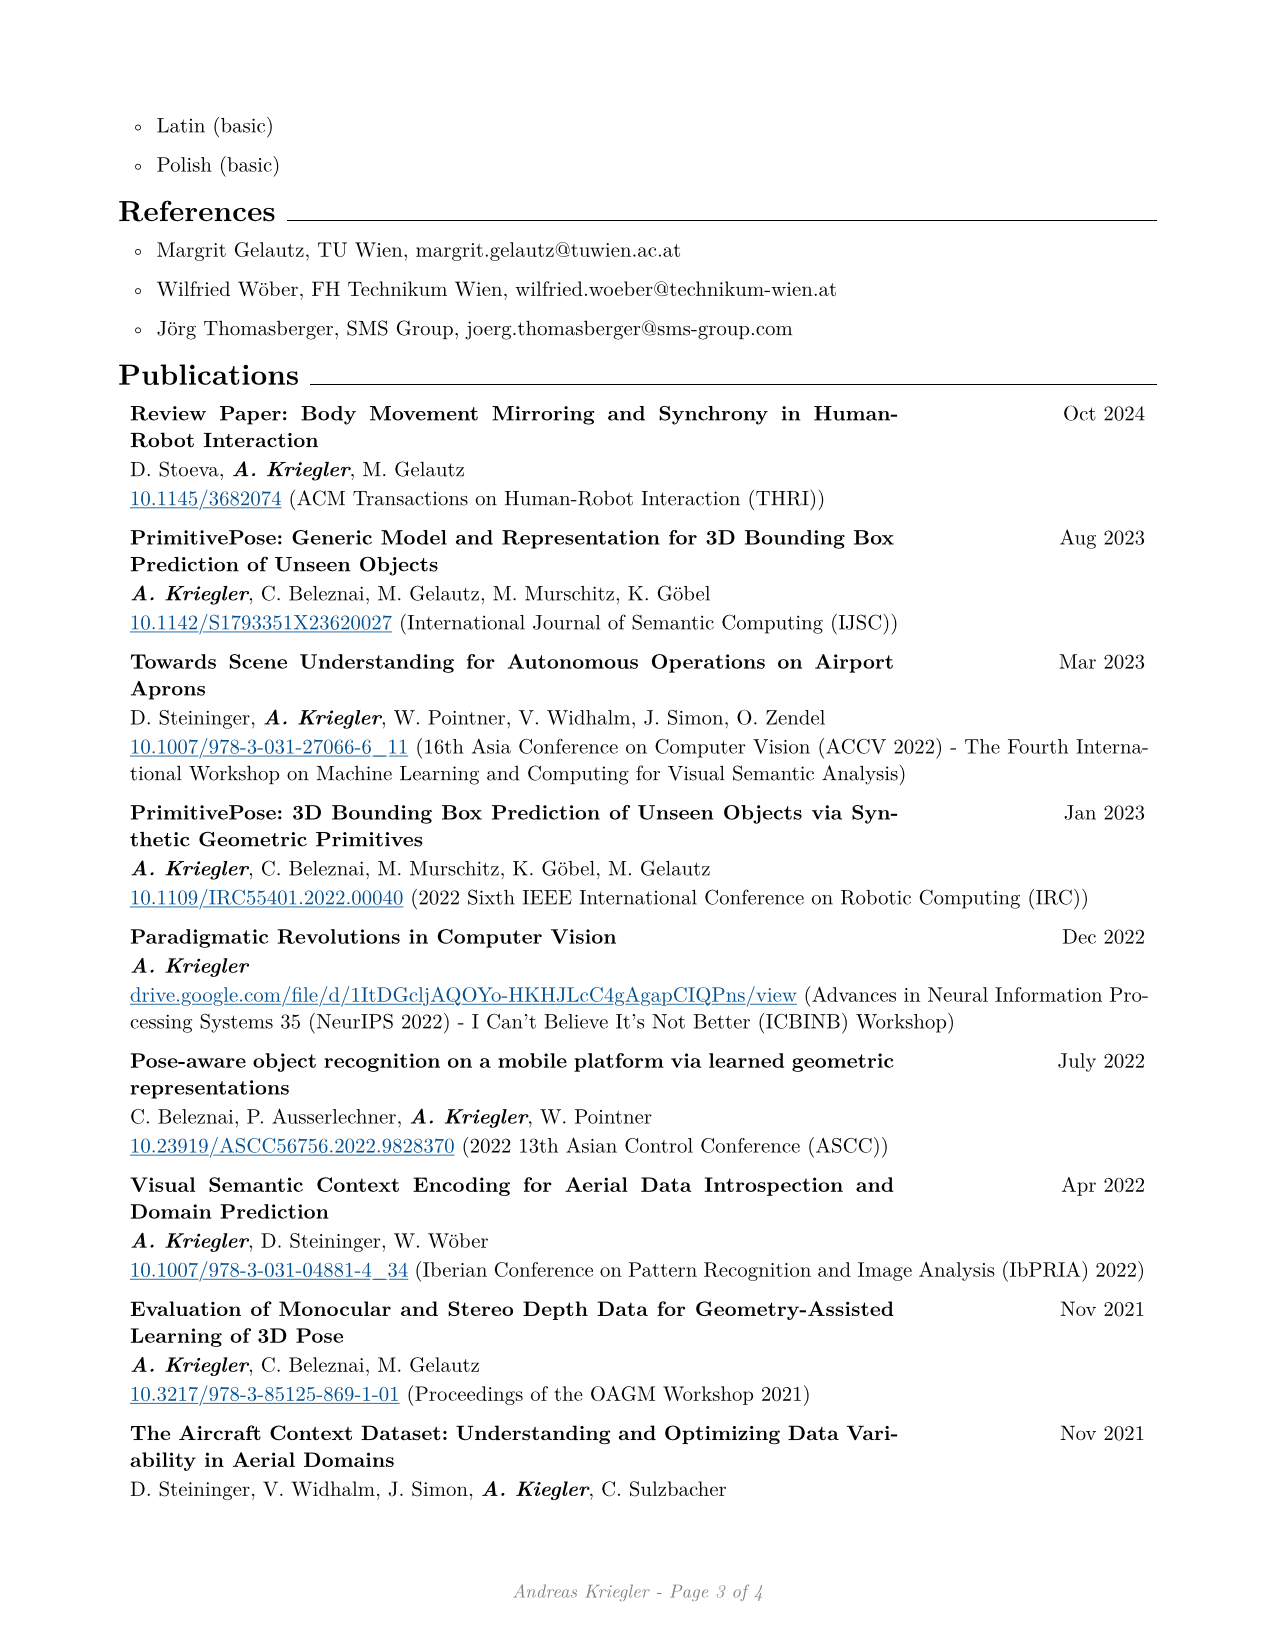 ◦ Latin (basic)
◦ Polish (basic)
References
◦ Margrit Gelautz, TU Wien, margrit.gelautz@tuwien.ac.at
◦ Wilfried Wöber, FH Technikum Wien, wilfried.woeber@technikum-wien.at
◦ Jörg Thomasberger, SMS Group, joerg.thomasberger@sms-group.com
Publications
Review Paper: Body Movement Mirroring and Synchrony in Human- Oct 2024
Robot Interaction
D. Stoeva, A. Kriegler, M. Gelautz
10.1145/3682074 (ACM Transactions on Human-Robot Interaction (THRI))
PrimitivePose: Generic Model and Representation for 3D Bounding Box Aug 2023
Prediction of Unseen Objects
A. Kriegler, C. Beleznai, M. Gelautz, M. Murschitz, K. Göbel
10.1142/S1793351X23620027 (International Journal of Semantic Computing (IJSC))
Towards Scene Understanding for Autonomous Operations on Airport Mar 2023
Aprons
D. Steininger, A. Kriegler, W. Pointner, V. Widhalm, J. Simon, O. Zendel
10.1007/978-3-031-27066-6_11 (16th Asia Conference on Computer Vision (ACCV 2022) - The Fourth Interna-
tional Workshop on Machine Learning and Computing for Visual Semantic Analysis)
PrimitivePose: 3D Bounding Box Prediction of Unseen Objects via Syn- Jan 2023
thetic Geometric Primitives
A. Kriegler, C. Beleznai, M. Murschitz, K. Göbel, M. Gelautz
10.1109/IRC55401.2022.00040 (2022 Sixth IEEE International Conference on Robotic Computing (IRC))
Paradigmatic Revolutions in Computer Vision Dec 2022
A. Kriegler
drive.google.com/file/d/1ItDGcljAQOYo-HKHJLcC4gAgapCIQPns/view (Advances in Neural Information Pro-
cessing Systems 35 (NeurIPS 2022) - I Can't Believe It's Not Better (ICBINB) Workshop)
Pose-aware object recognition on a mobile platform via learned geometric July 2022
representations
C. Beleznai, P. Ausserlechner, A. Kriegler, W. Pointner
10.23919/ASCC56756.2022.9828370 (2022 13th Asian Control Conference (ASCC))
Visual Semantic Context Encoding for Aerial Data Introspection and Apr 2022
Domain Prediction
A. Kriegler, D. Steininger, W. Wöber
10.1007/978-3-031-04881-4_34 (Iberian Conference on Pattern Recognition and Image Analysis (IbPRIA) 2022)
Evaluation of Monocular and Stereo Depth Data for Geometry-Assisted Nov 2021
Learning of 3D Pose
A. Kriegler, C. Beleznai, M. Gelautz
10.3217/978-3-85125-869-1-01 (Proceedings of the OAGM Workshop 2021)
The Aircraft Context Dataset: Understanding and Optimizing Data Vari- Nov 2021
ability in Aerial Domains
D. Steininger, V. Widhalm, J. Simon, A. Kiegler, C. Sulzbacher
Andreas Kriegler - Page 3 of 4